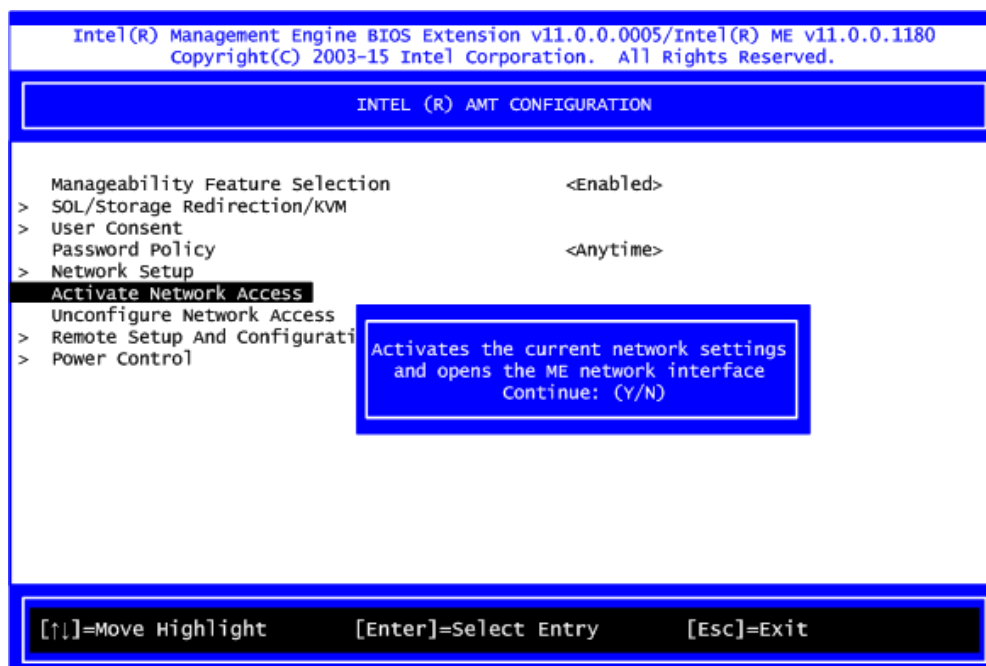 Intel(R) Management Engine BIOS Extension v11.0.0.0005/Intel(R) ME v11.0.0.1180
Copyright(C) 2003-15 Intel Corporation. All Rights Reserved.
INTEL (R) AMT CONFIGURATION
Manageability Feature Selection <Enabled>
> SOL/Storage Redirection/KVM
> User Consent
Password Policy <Anytime>
> Network Setup
Activate Network Access
Unconfigure Network Access
> Remote Setup And Configurati
> Power Control
Activates the current network settings
and opens the ME network interface
Continue: (Y/N)
[↑↓]=Move Highlight [Enter]=Select Entry [Esc]=Exit